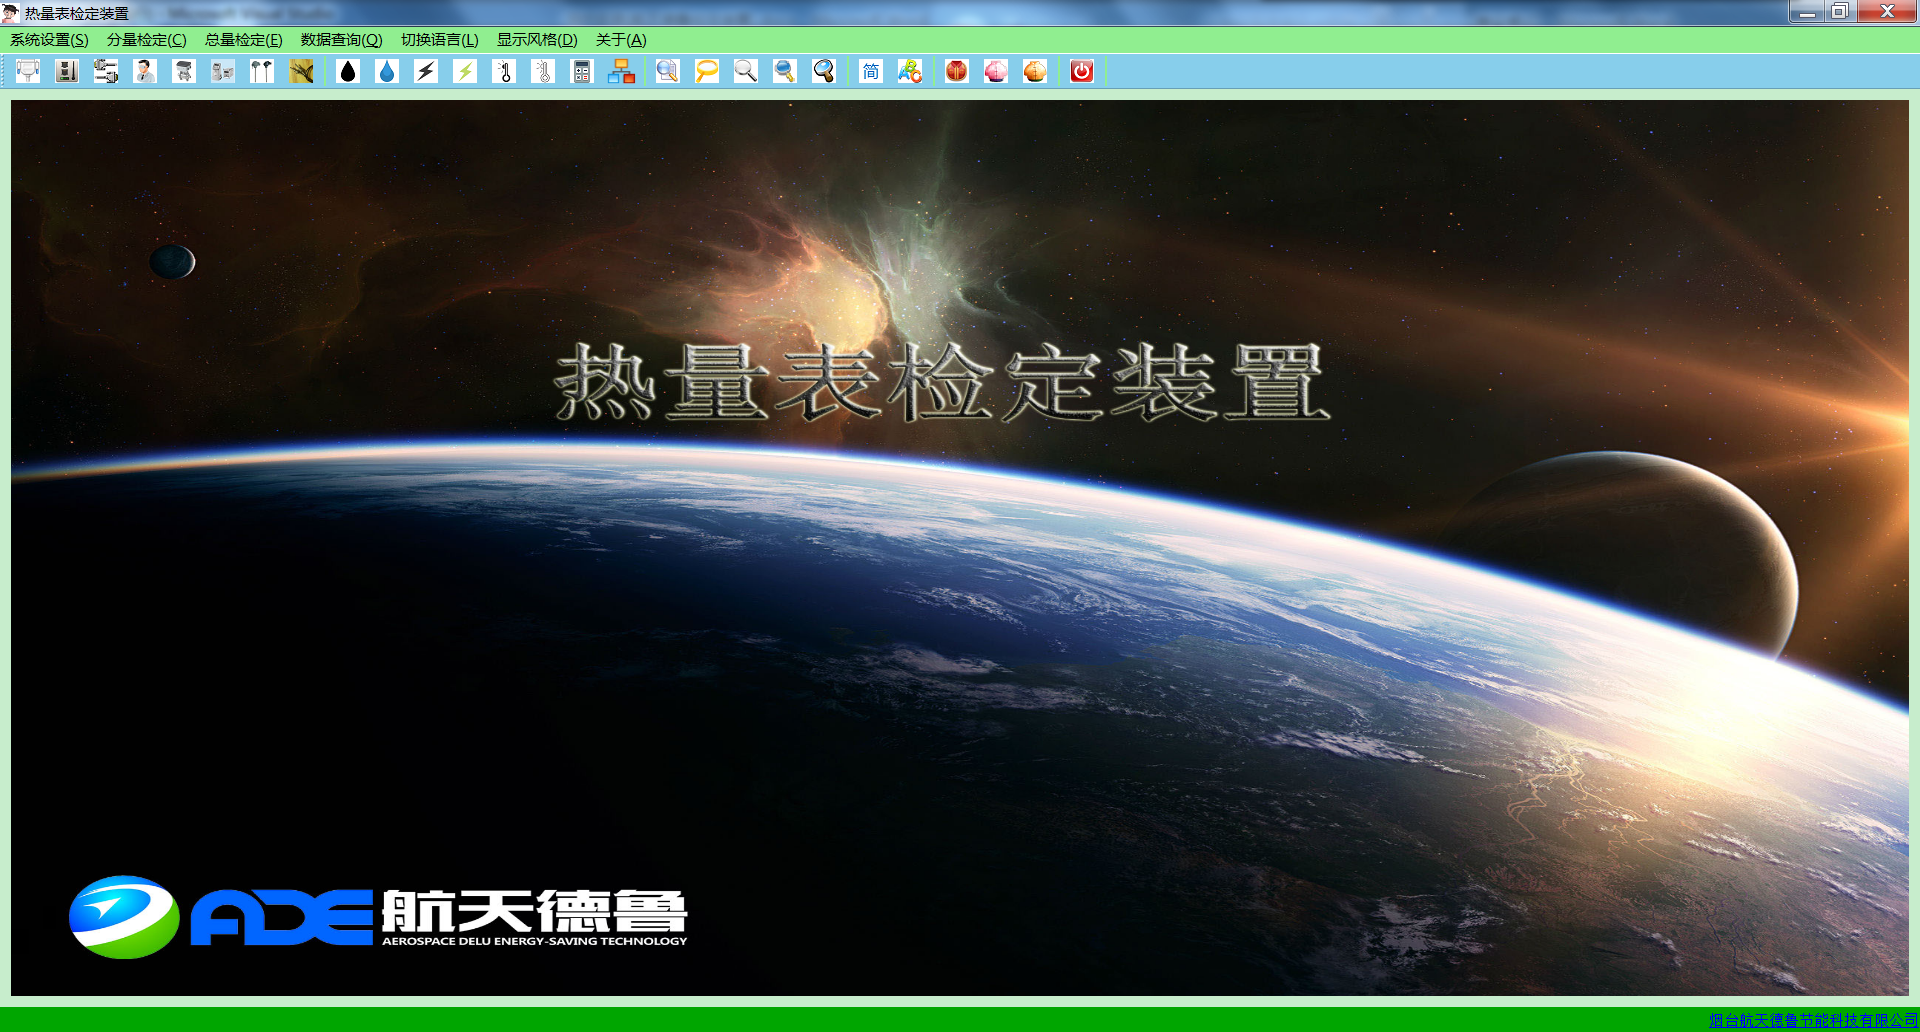 热量表检定装置
系统设置(S) 分量检定(C) 总量检定(E) 数据查询(Q) 切换语言(L) 显示风格(D) 关于(A)
简 ABC
热量表检定装置
ADE 航天德鲁
AEROSPACE DELU ENERGY-SAVING TECHNOLOGY
烟台航天德鲁节能科技有限公司